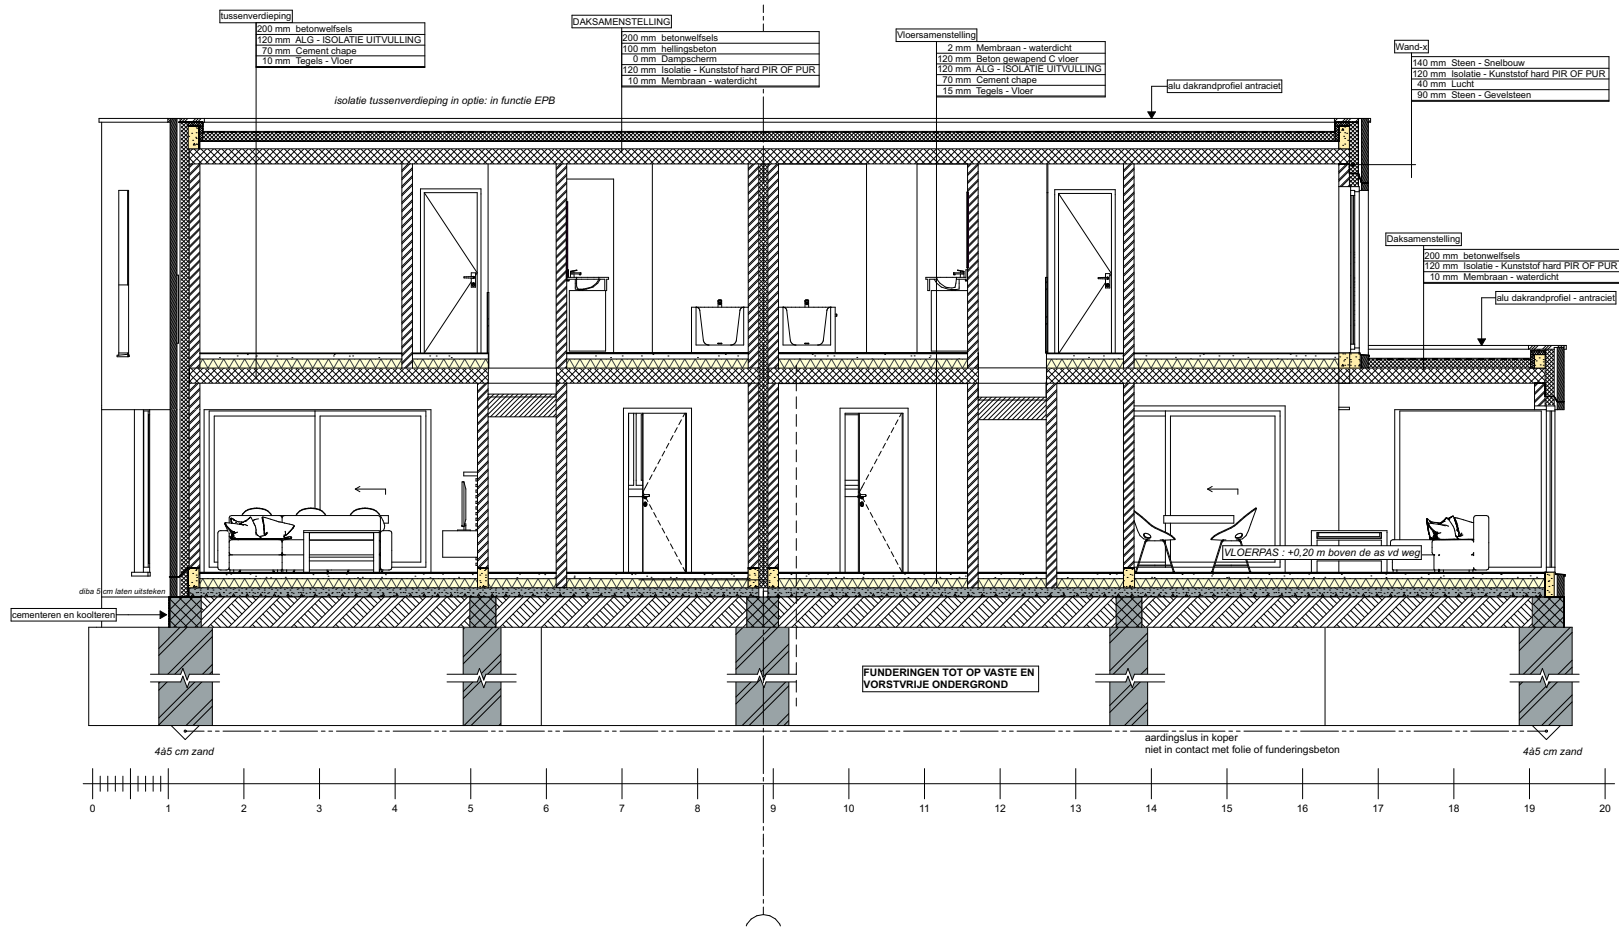 tussenverdieping
200 mm betonwelfsels
120 mm ALG - ISOLATIE UITVULLING
70 mm Cement chape
10 mm Tegels - Vloer
isolatie tussenverdieping in optie: in functie EPB
DAKSAMENSTELLING
200 mm betonwelfsels
100 mm hellingsbeton
0 mm Dampscherm
120 mm Isolatie - Kunststof hard PIR OF PUR
10 mm Membraan - waterdicht
Vloersamenstelling
2 mm Membraan - waterdicht
120 mm Beton gewapend C vloer
120 mm ALG - ISOLATIE UITVULLING
70 mm Cement chape
15 mm Tegels - Vloer
alu dakrandprofiel antraciet
Wand-x
140 mm Steen - Snelbouw
120 mm Isolatie - Kunststof hard PIR OF PUR
40 mm Lucht
90 mm Steen - Gevelsteen
Daksamenstelling
200 mm betonwelfsels
120 mm Isolatie - Kunststof hard PIR OF PUR
10 mm Membraan - waterdicht
alu dakrandprofiel - antraciet
VLOERPAS : +0,20 m boven de as vd weg
diba 5 cm laten uitsteken
cementeren en koolteren
FUNDERINGEN TOT OP VASTE EN
VORSTVRIJE ONDERGROND
4à5 cm zand
aardingslus in koper
niet in contact met folie of funderingsbeton
4à5 cm zand
0 1 2 3 4 5 6 7 8 9 10 11 12 13 14 15 16 17 18 19 20